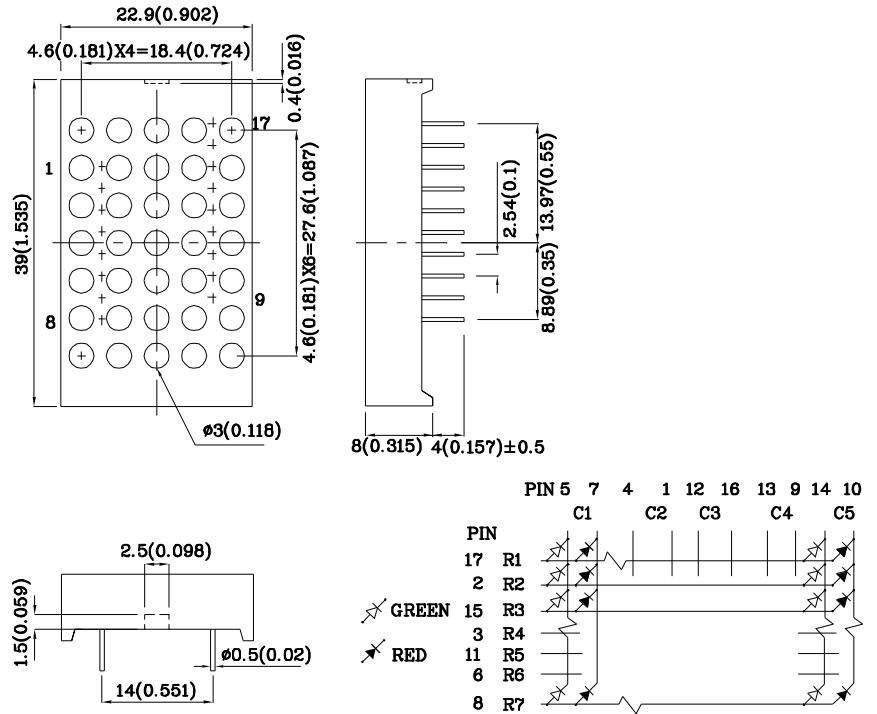 22.9(0.902)
4.6(0.181)X4=18.4(0.724)
0.4(0.016)
17
1
39(1.535)
4.6(0.181)X6=27.6(1.087)
9
8
ø3(0.118)
2.54(0.1)
13.97(0.55)
8.89(0.35)
8(0.315) 4(0.157)±0.5
2.5(0.098)
1.5(0.059)
ø0.5(0.02)
14(0.551)
GREEN
RED
PIN 5 7 4 1 12 16 13 9 14 10
C1 C2 C3 C4 C5
PIN
17 R1
2 R2
15 R3
3 R4
11 R5
6 R6
8 R7